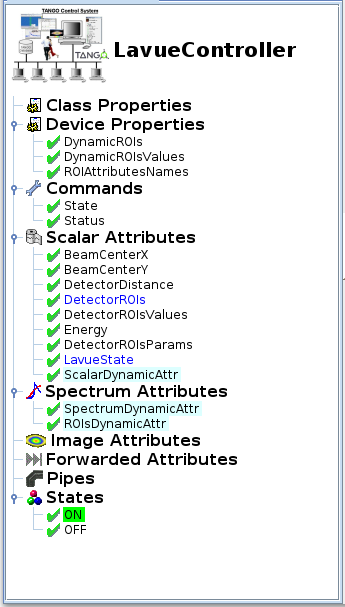 TANGO Control System
TANGO
LavueController
Class Properties
Device Properties
DynamicROIs
DynamicROIsValues
ROIAttributesNames
Commands
State
Status
Scalar Attributes
BeamCenterX
BeamCenterY
DetectorDistance
DetectorROIs
DetectorROIsValues
Energy
DetectorROIsParams
LavueState
ScalarDynamicAttr
Spectrum Attributes
SpectrumDynamicAttr
ROIsDynamicAttr
Image Attributes
Forwarded Attributes
Pipes
States
ON
OFF